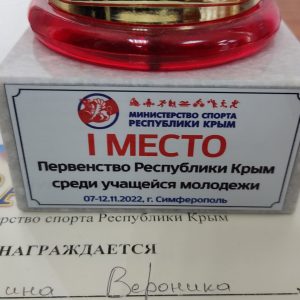 МИНИСТЕРСТВО СПОРТА
РЕСПУБЛИКИ КРЫМ
I МЕСТО
Первенство Республики Крым
среди учащейся молодежи
07-12.11.2022, г. Симферополь
рство спорта Республики Крым
НАГРАЖДАЕТСЯ
ина Вероника